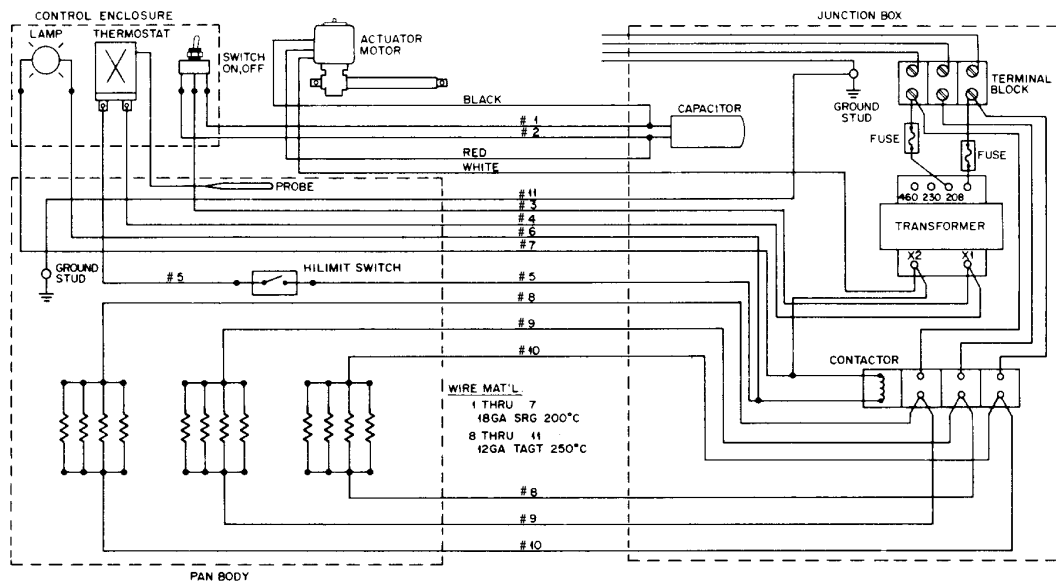 CONTROL ENCLOSURE
JUNCTION BOX
LAMP
THERMOSTAT
SWITCH
ON,OFF
ACTUATOR
MOTOR
TERMINAL
BLOCK
BLACK
CAPACITOR
GROUND
STUD
# 1
# 2
FUSE
FUSE
RED
WHITE
PROBE
#11
#3
#4
#6
#7
460 230 208
TRANSFORMER
X2
X1
GROUND
STUD
#5
HILIMIT SWITCH
#5
#8
#9
#10
CONTACTOR
WIRE MAT'L.
1 THRU 7
18GA SRG 200°C
8 THRU 11
12GA TAGT 250°C
#8
#9
#10
PAN BODY